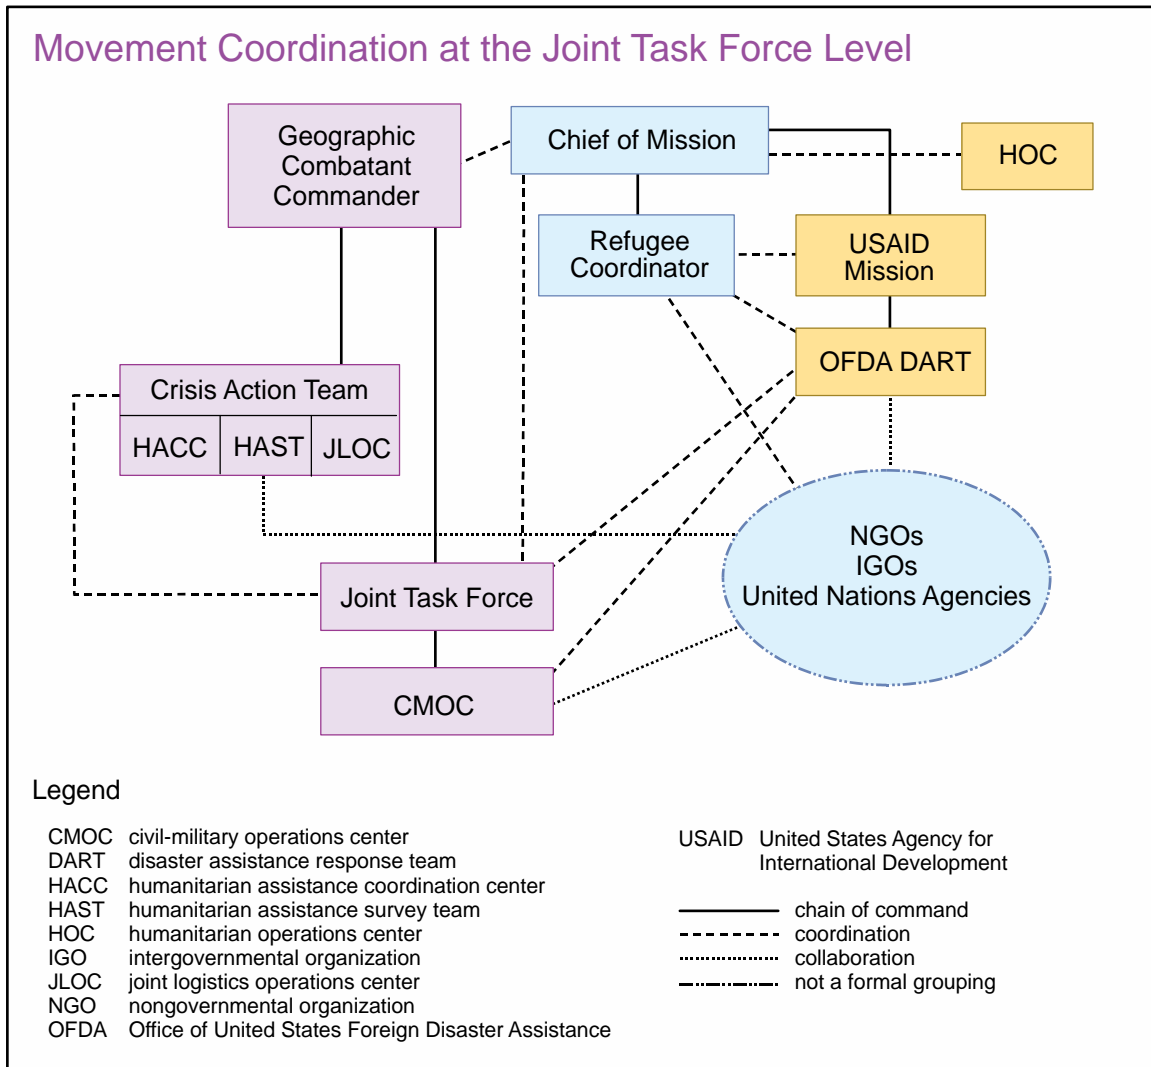 Movement Coordination at the Joint Task Force Level
Geographic
Combatant
Commander
Chief of Mission
HOC
Refugee
Coordinator
USAID
Mission
OFDA DART
Crisis Action Team
HACC
HAST
JLOC
NGOs
IGOs
United Nations Agencies
Joint Task Force
CMOC
Legend
CMOC civil-military operations center
DART disaster assistance response team
HACC humanitarian assistance coordination center
HAST humanitarian assistance survey team
HOC humanitarian operations center
IGO intergovernmental organization
JLOC joint logistics operations center
NGO nongovernmental organization
OFDA Office of United States Foreign Disaster Assistance
USAID United States Agency for
International Development
chain of command
coordination
collaboration
not a formal grouping